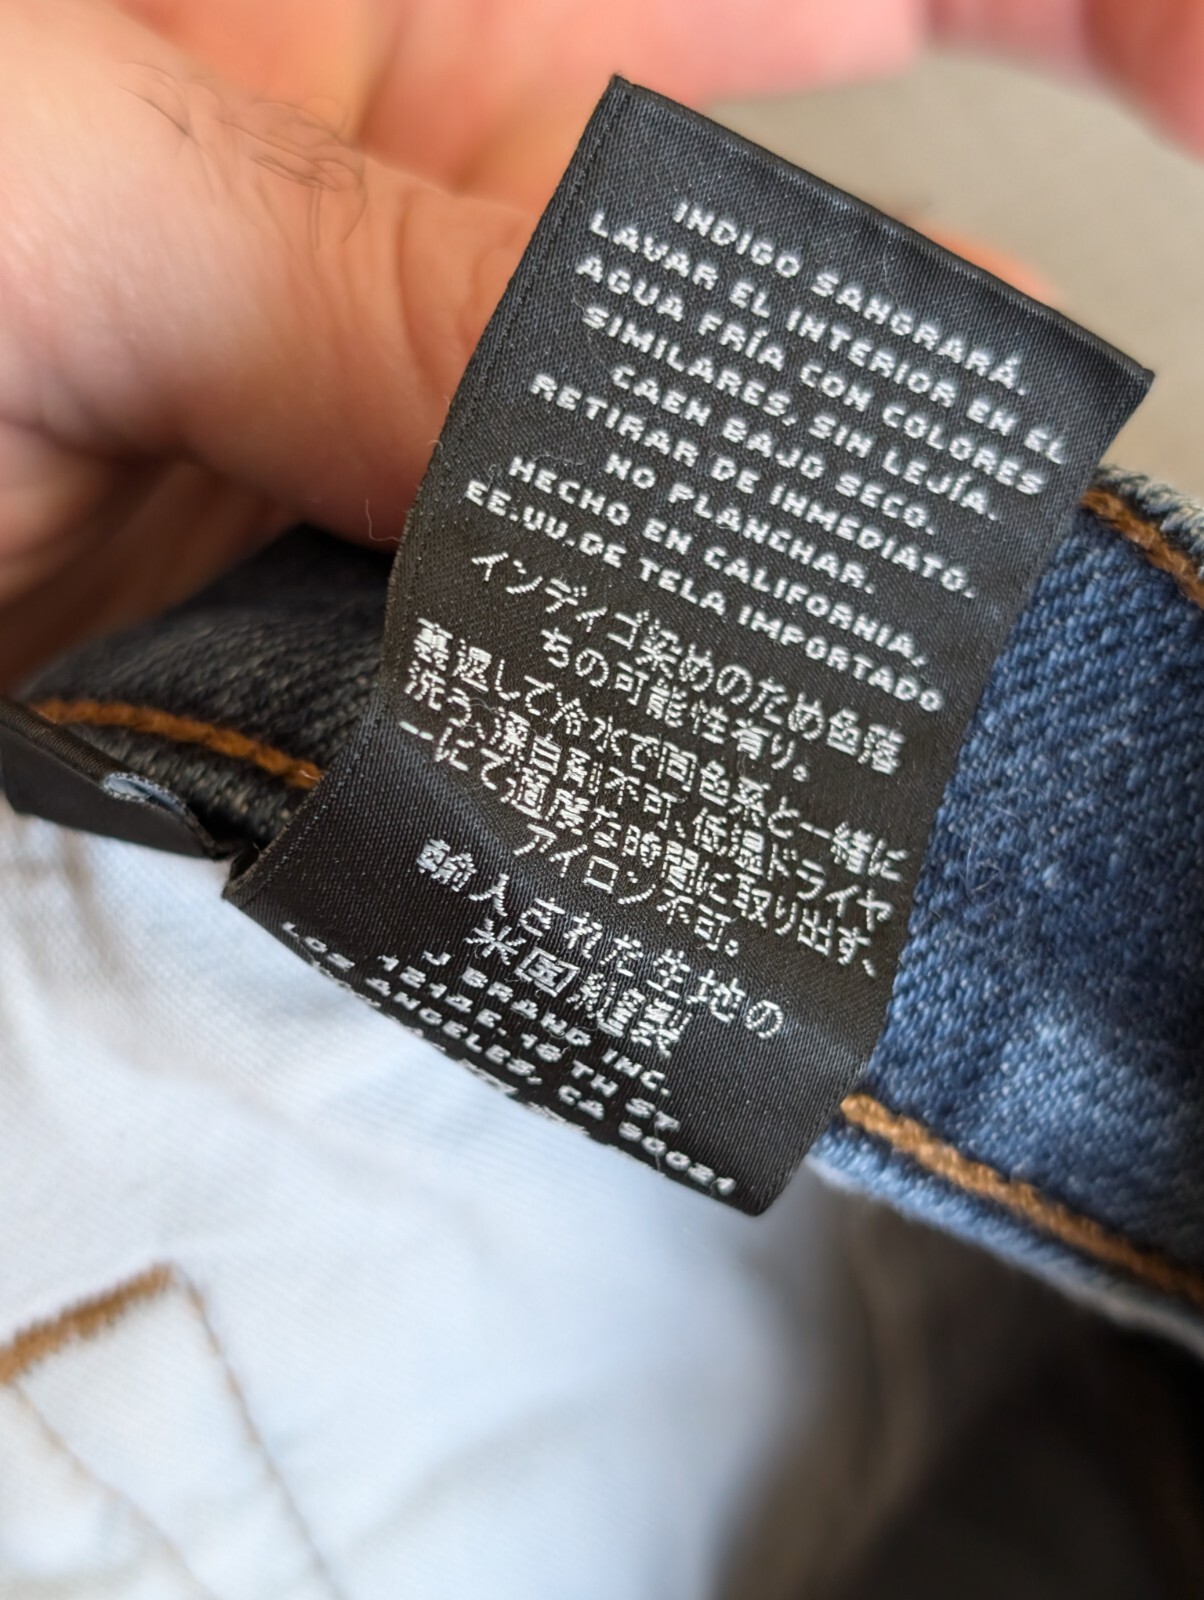 INDIGO SANGRARÁ.
LAVAR EL INTERIOR EN EL
AGUA FRÍA CON COLORES
SIMILARES, SIN LEJÍA.
CAEN BAJO SECO.
RETIRAR DE INMEDIATO.
NO PLANCHAR.
HECHO EN CALIFORNIA,
EE.UU.DE TELA IMPORTADO
インディゴ染めのため色落
ちの可能性有り。
裏返して冷水で同色系と一緒に
洗う、漂白剤不可、低温ドライヤ
ーにて適度な時間に取り出す、
アイロン不可。
輸入された生地の
米国縫製
J BRAND INC.
1214E. 18 TH ST
LOS ANGELES, CA 90021